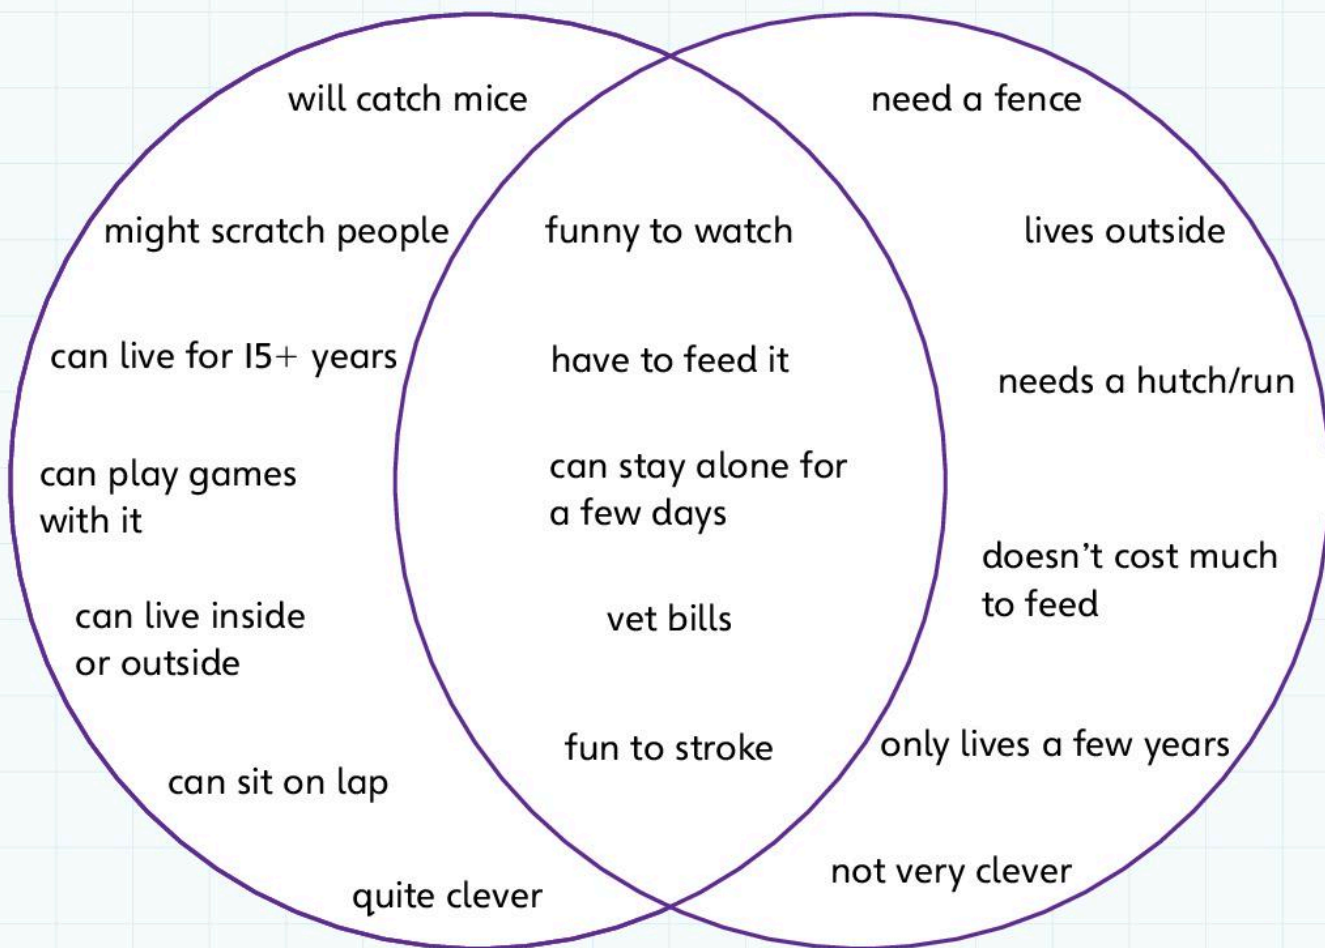 will catch mice
might scratch people
can live for 15+ years
can play games
with it
can live inside
or outside
can sit on lap
quite clever
funny to watch
have to feed it
can stay alone for
a few days
vet bills
fun to stroke
need a fence
lives outside
needs a hutch/run
doesn’t cost much
to feed
only lives a few years
not very clever